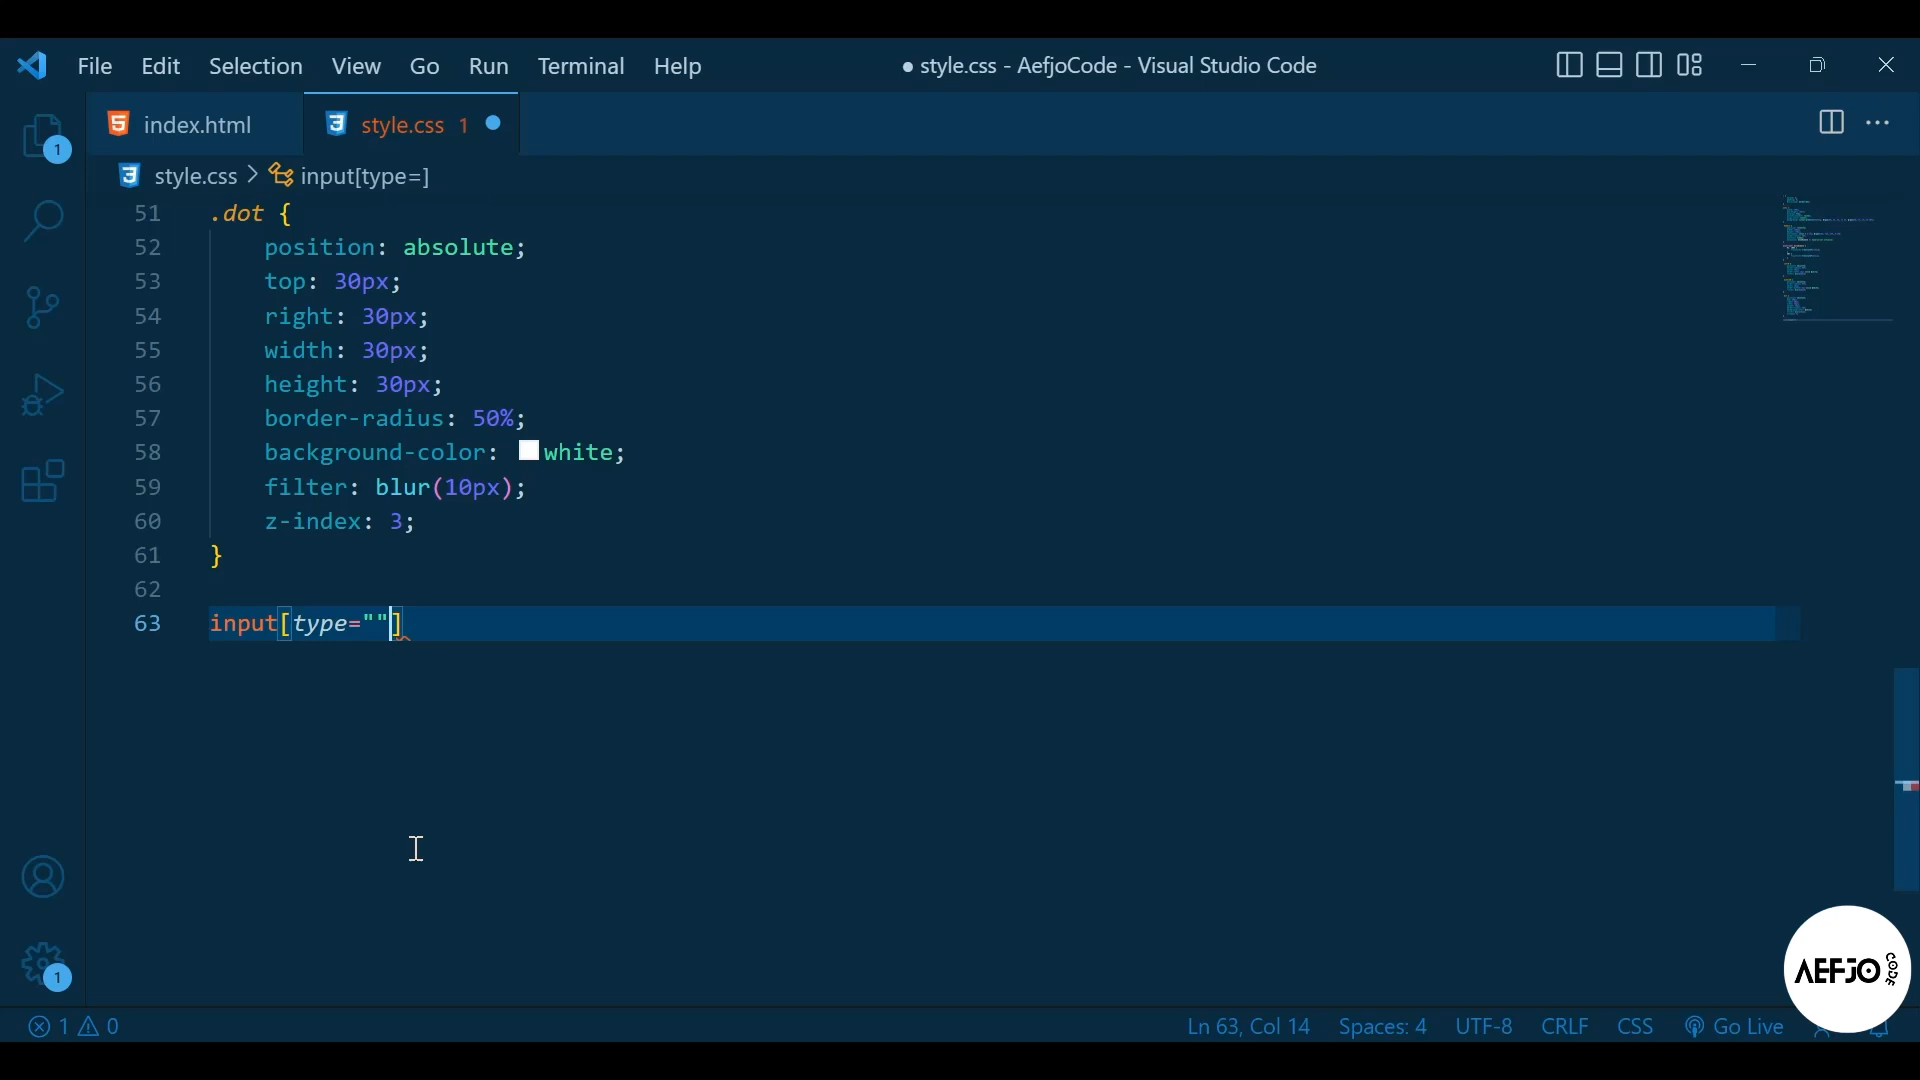 File Edit Selection View Go Run Terminal Help ● style.css - AefjoCode - Visual Studio Code
index.html style.css 1
1
style.css > input[type=]
51 .dot {
52 position: absolute;
53 top: 30px;
54 right: 30px;
55 width: 30px;
56 height: 30px;
57 border-radius: 50%;
58 background-color: white;
59 filter: blur(10px);
60 z-index: 3;
61 }
62
63 input[type=""]
1
AEFJO CODE
1 0 Ln 63, Col 14 Spaces: 4 UTF-8 CRLF CSS Go Live